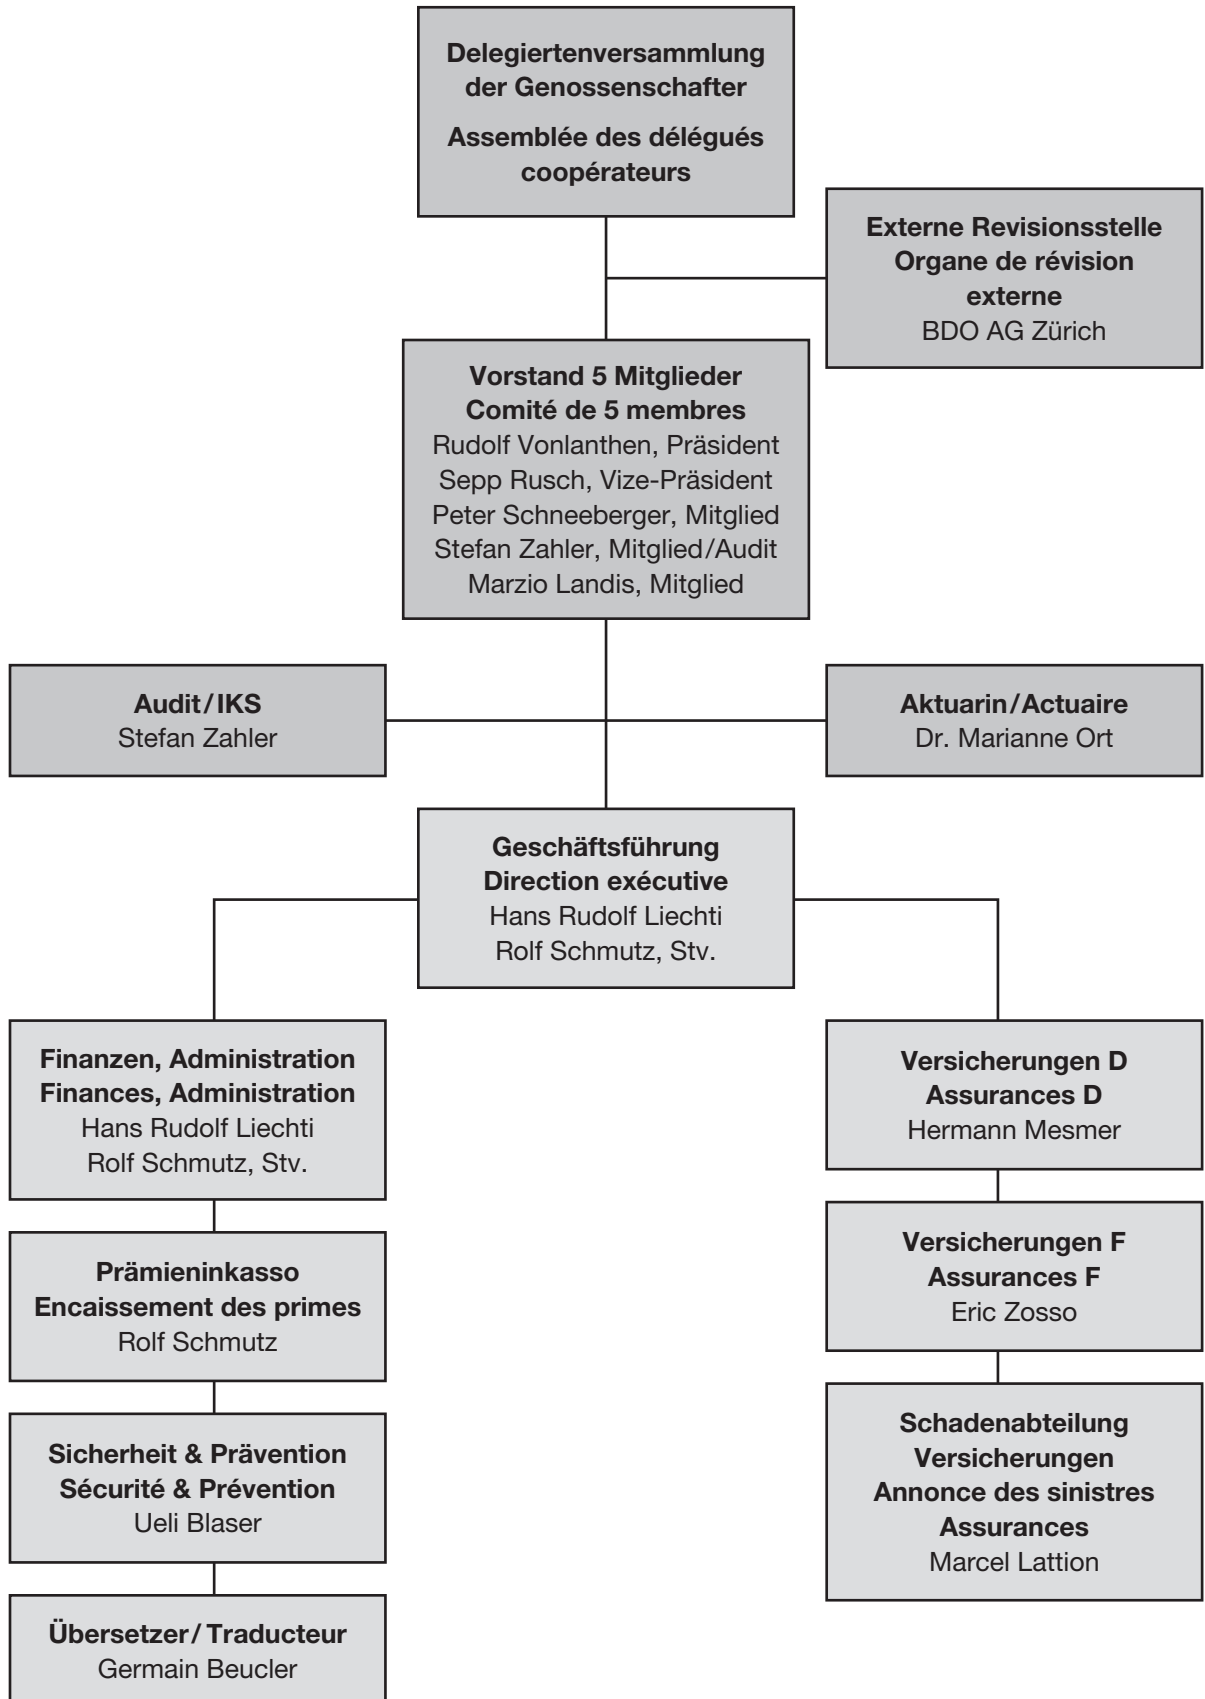 Delegiertenversammlung
der Genossenschafter
Assemblée des délégués
coopérateurs
Externe Revisionsstelle
Organe de révision
externe
BDO AG Zürich
Vorstand 5 Mitglieder
Comité de 5 membres
Rudolf Vonlanthen, Präsident
Sepp Rusch, Vize-Präsident
Peter Schneeberger, Mitglied
Stefan Zahler, Mitglied/Audit
Marzio Landis, Mitglied
Audit/IKS
Stefan Zahler
Aktuarin/Actuaire
Dr. Marianne Ort
Geschäftsführung
Direction exécutive
Hans Rudolf Liechti
Rolf Schmutz, Stv.
Finanzen, Administration
Finances, Administration
Hans Rudolf Liechti
Rolf Schmutz, Stv.
Prämieninkasso
Encaissement des primes
Rolf Schmutz
Sicherheit & Prävention
Sécurité & Prévention
Ueli Blaser
Übersetzer/Traducteur
Germain Beucler
Versicherungen D
Assurances D
Hermann Mesmer
Versicherungen F
Assurances F
Eric Zosso
Schadenabteilung
Versicherungen
Annonce des sinistres
Assurances
Marcel Lattion